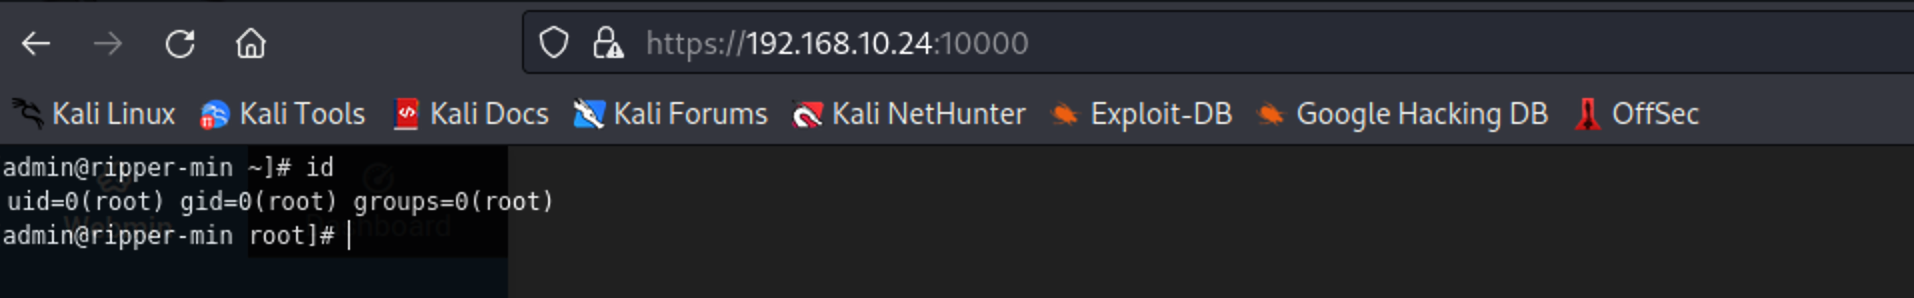 https://192.168.10.24:10000
Kali Linux Kali Tools Kali Docs Kali Forums Kali NetHunter Exploit-DB Google Hacking DB OffSec
admin@ripper-min ~]# id
uid=0(root) gid=0(root) groups=0(root)
Webmin Dashboard
admin@ripper-min root]#